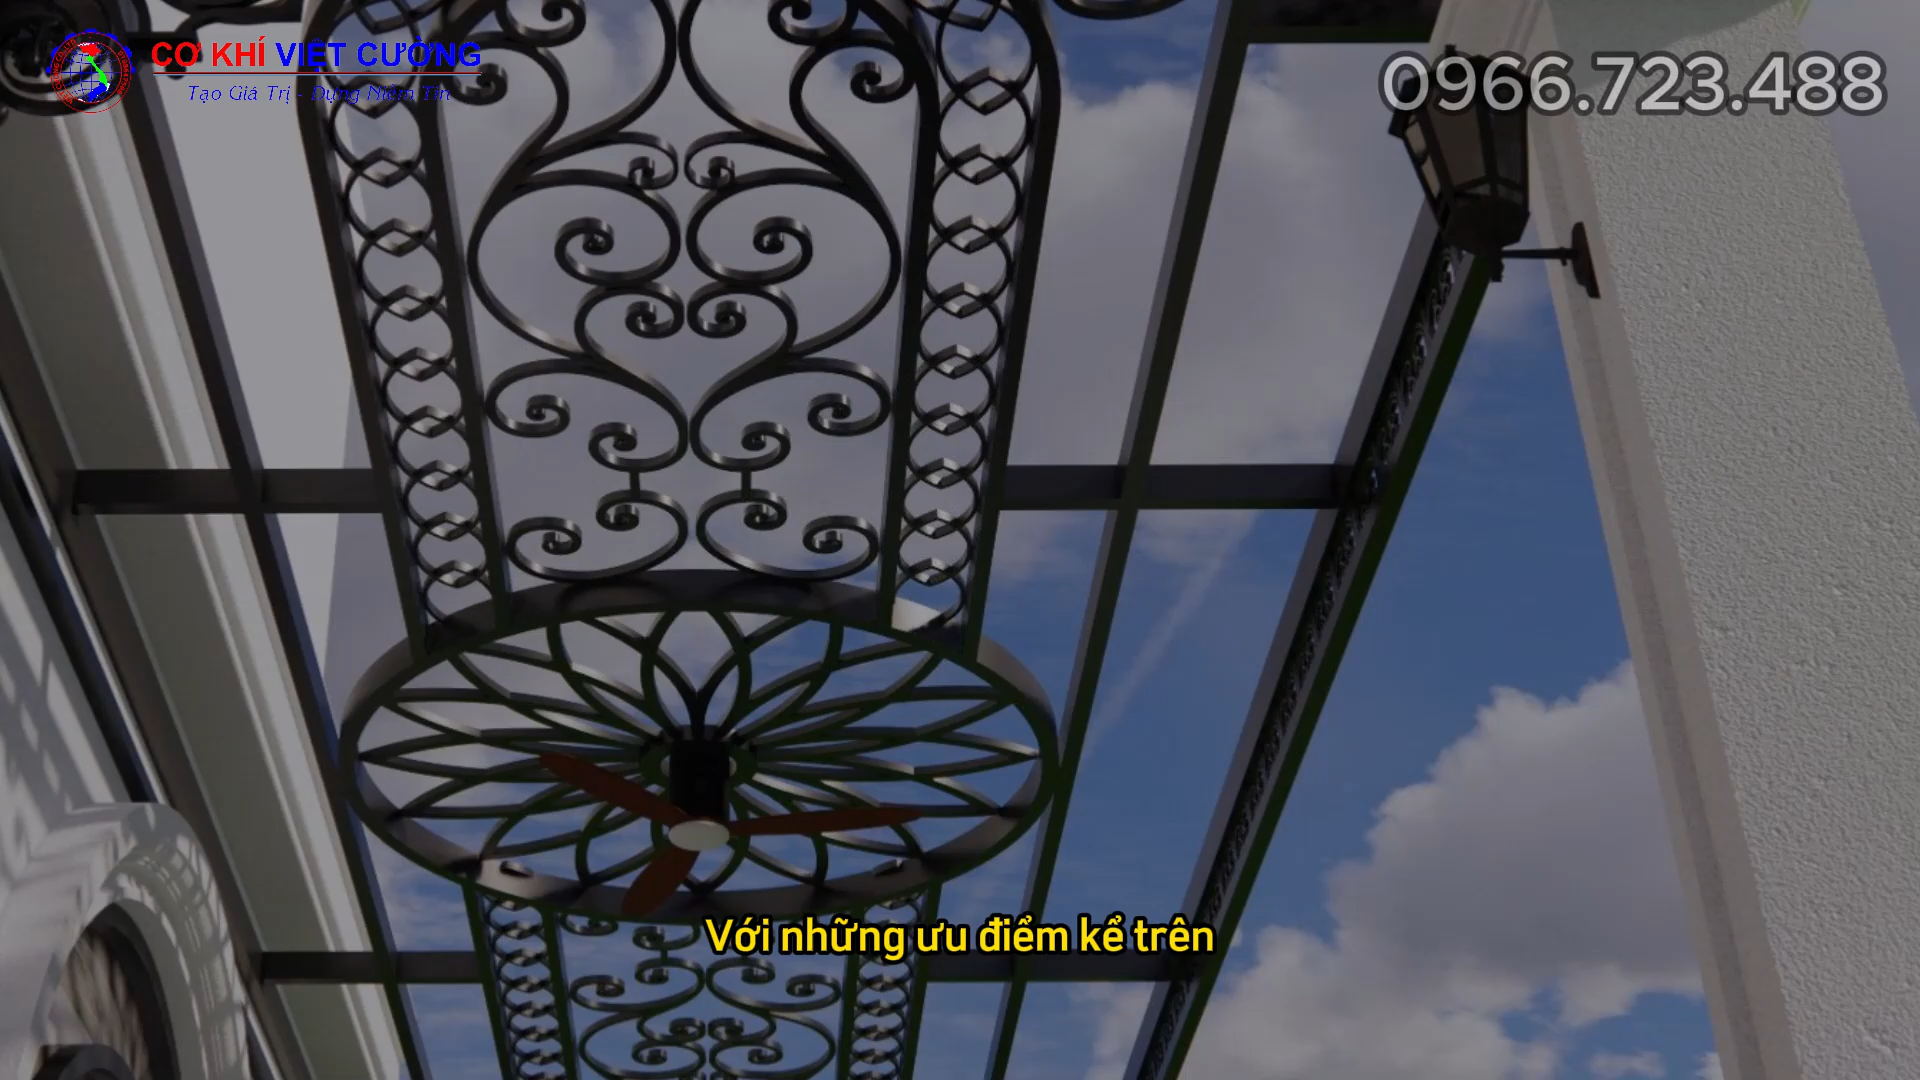 CƠ KHÍ VIỆT CƯỜNG
Tạo Giá Trị - Dựng Niềm Tin
0966.723.488
Với những ưu điểm kể trên